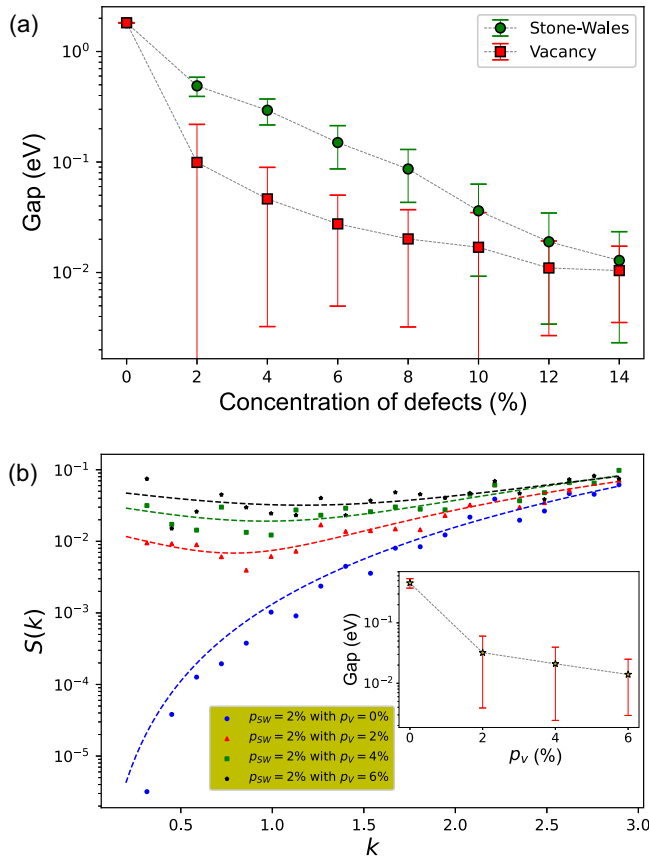 (a)
Stone-Wales
Vacancy
10⁰
10⁻¹
10⁻²
Gap (eV)
0 2 4 6 8 10 12 14
Concentration of defects (%)
(b)
10⁻¹
10⁻²
10⁻³
10⁻⁴
10⁻⁵
S(k)
p_SW = 2% with p_V = 0%
p_SW = 2% with p_V = 2%
p_SW = 2% with p_V = 4%
p_SW = 2% with p_V = 6%
10⁻¹
10⁻²
Gap (eV)
0 2 4 6
p_V (%)
0.5 1.0 1.5 2.0 2.5 3.0
k